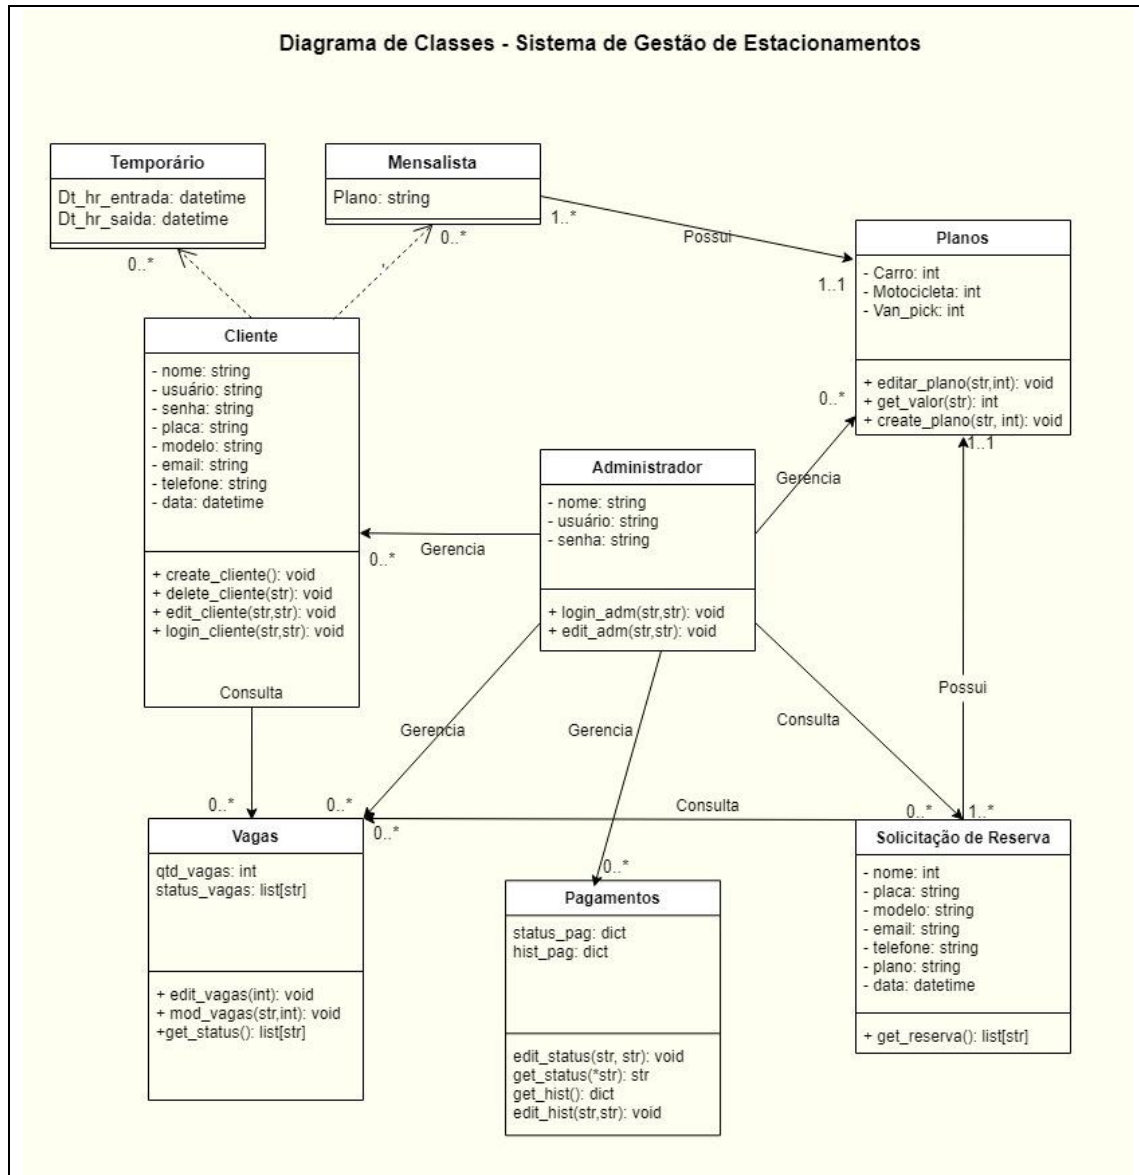 Diagrama de Classes - Sistema de Gestão de Estacionamentos
Temporário
Dt_hr_entrada: datetime
Dt_hr_saida: datetime
0..*
Mensalista
Plano: string
0..*
1..*
Possui
1..1
Planos
- Carro: int
- Motocicleta: int
- Van_pick: int
+ editar_plano(str,int): void
+ get_valor(str): int
+ create_plano(str, int): void
0..*
1..1
Cliente
- nome: string
- usuário: string
- senha: string
- placa: string
- modelo: string
- email: string
- telefone: string
- data: datetime
+ create_cliente(): void
+ delete_cliente(str): void
+ edit_cliente(str,str): void
+ login_cliente(str,str): void
Consulta
0..*
Gerencia
Administrador
- nome: string
- usuário: string
- senha: string
+ login_adm(str,str): void
+ edit_adm(str,str): void
Gerencia
Gerencia
Gerencia
Consulta
Possui
0..*
0..*
0..*
Consulta
0..*
1..*
0..*
Vagas
qtd_vagas: int
status_vagas: list[str]
+ edit_vagas(int): void
+ mod_vagas(str,int): void
+get_status(): list[str]
Pagamentos
status_pag: dict
hist_pag: dict
edit_status(str, str): void
get_status(*str): str
get_hist(): dict
edit_hist(str,str): void
Solicitação de Reserva
- nome: int
- placa: string
- modelo: string
- email: string
- telefone: string
- plano: string
- data: datetime
+ get_reserva(): list[str]